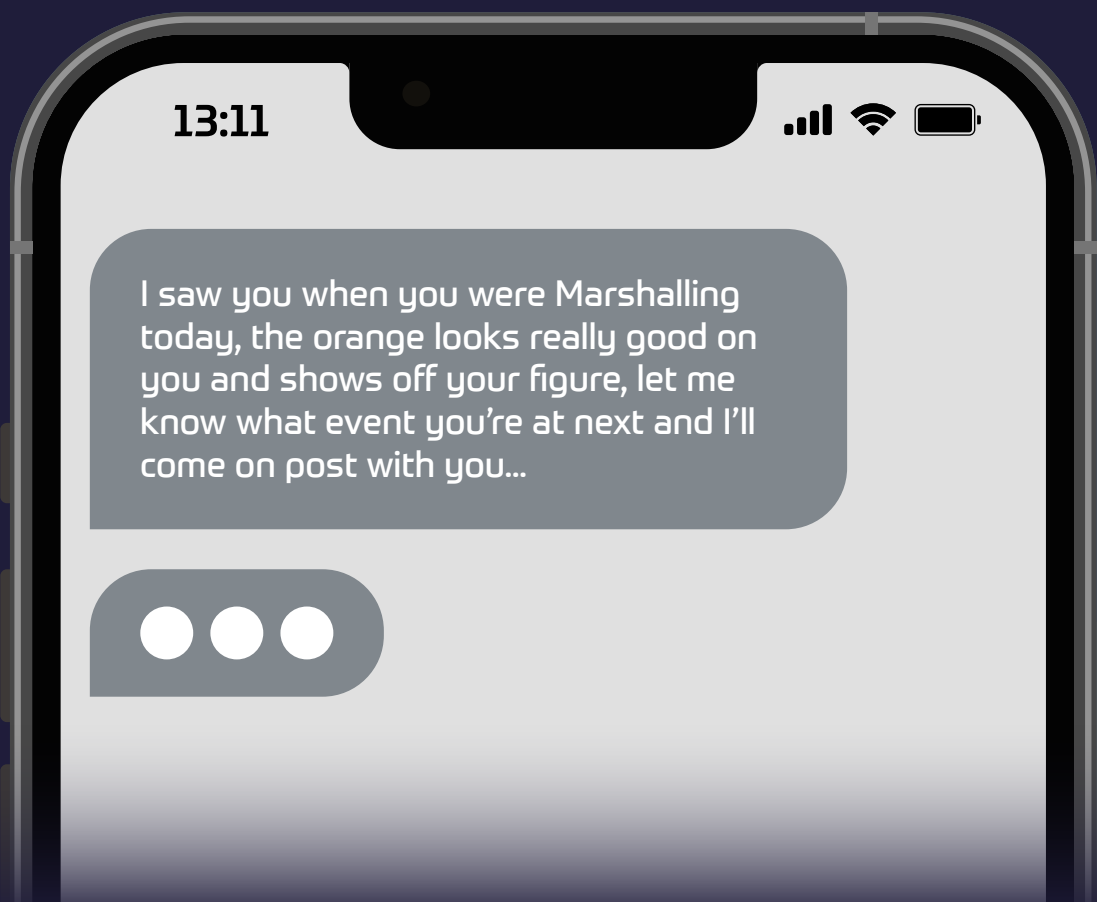 13:11
I saw you when you were Marshalling
today, the orange looks really good on
you and shows off your figure, let me
know what event you’re at next and I’ll
come on post with you...